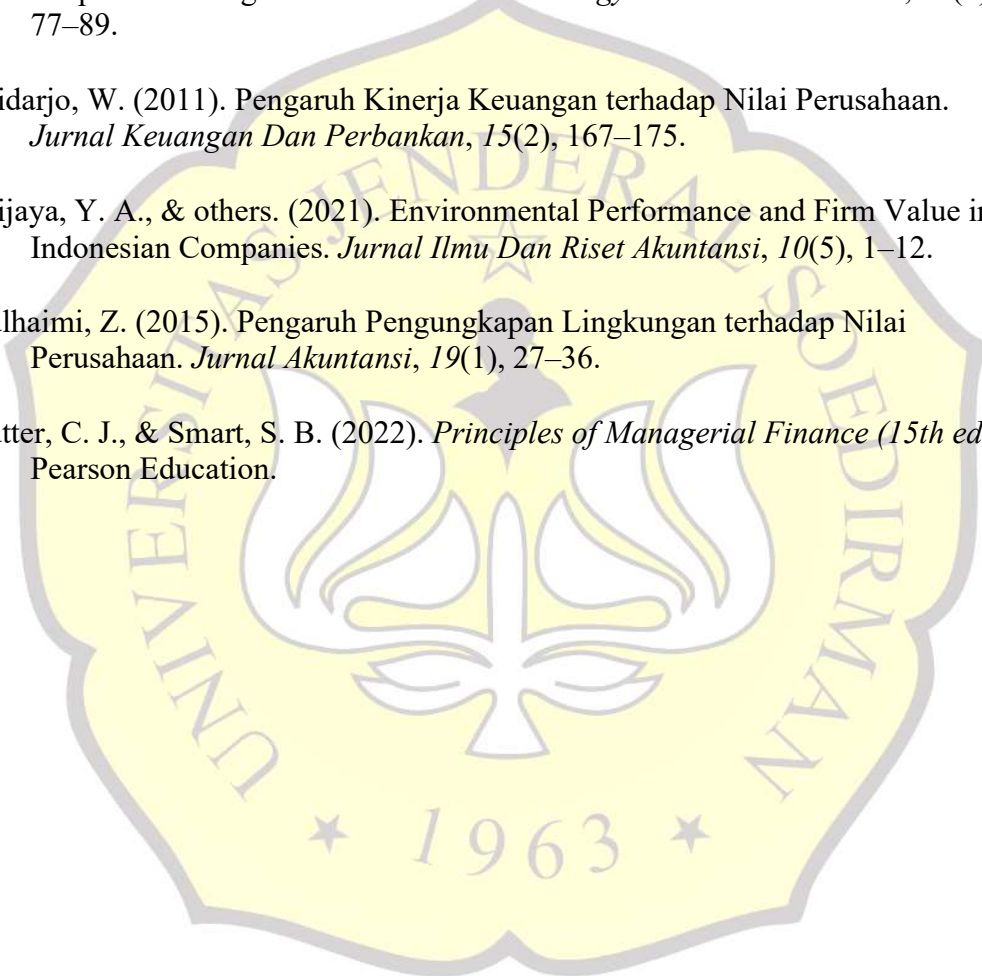 77–89.
idarjo, W. (2011). Pengaruh Kinerja Keuangan terhadap Nilai Perusahaan.
Jurnal Keuangan Dan Perbankan, 15(2), 167–175.
ijaya, Y. A., & others. (2021). Environmental Performance and Firm Value in
Indonesian Companies. Jurnal Ilmu Dan Riset Akuntansi, 10(5), 1–12.
lhaimi, Z. (2015). Pengaruh Pengungkapan Lingkungan terhadap Nilai
Perusahaan. Jurnal Akuntansi, 19(1), 27–36.
tter, C. J., & Smart, S. B. (2022). Principles of Managerial Finance (15th ed
Pearson Education.
UNIVERSITAS JENDERAL SOEDIRMAN
1963